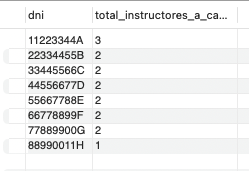 dni total_instructores_a_ca...
11223344A 3
22334455B 2
33445566C 2
44556677D 2
55667788E 2
66778899F 2
77889900G 2
88990011H 1